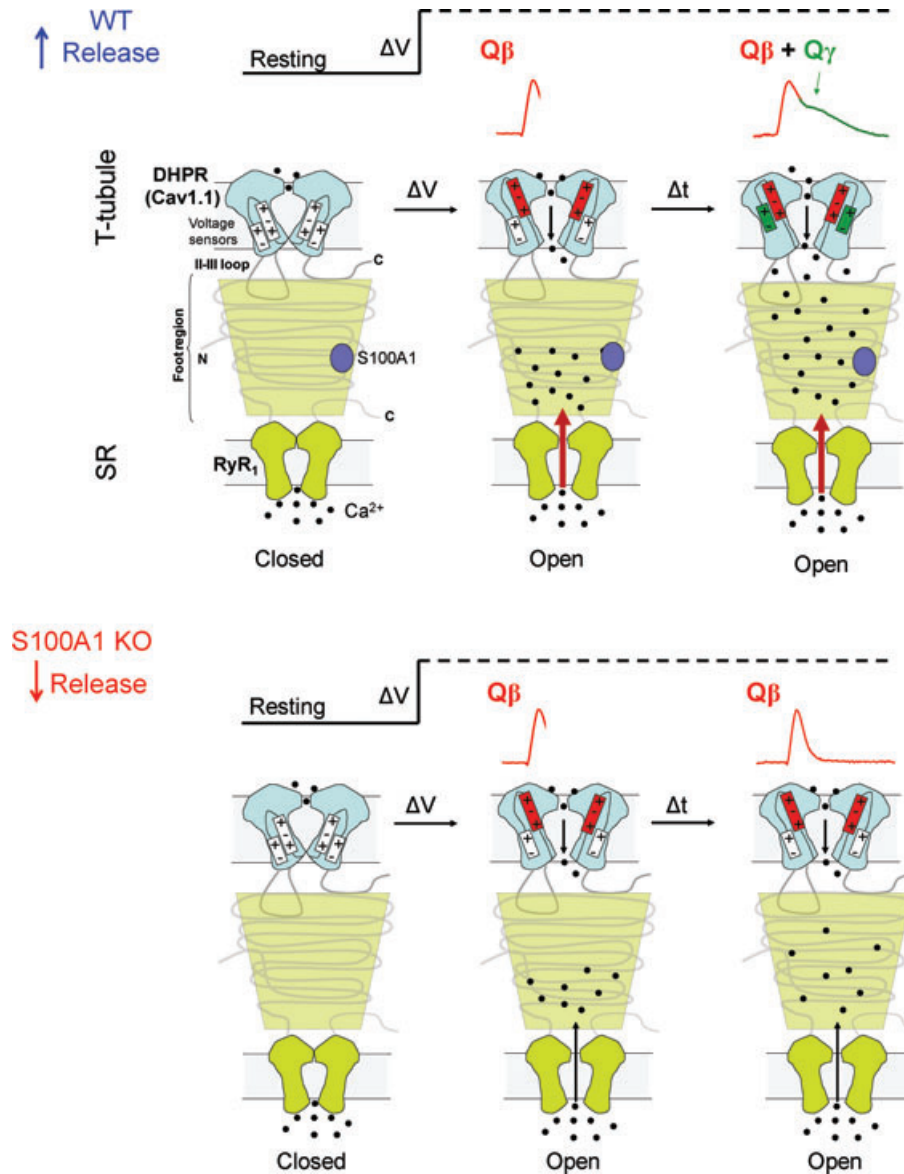 WT
Release
Resting
ΔV
Qβ
Qβ + Qγ
T-tubule
DHPR
(Cav1.1)
Voltage
sensors
ΔV
Δt
II-III loop
C
Foot region
N
S100A1
C
SR
RyR₁
Ca²⁺
Closed
Open
Open
S100A1 KO
Release
Resting
ΔV
Qβ
Qβ
ΔV
Δt
Closed
Open
Open